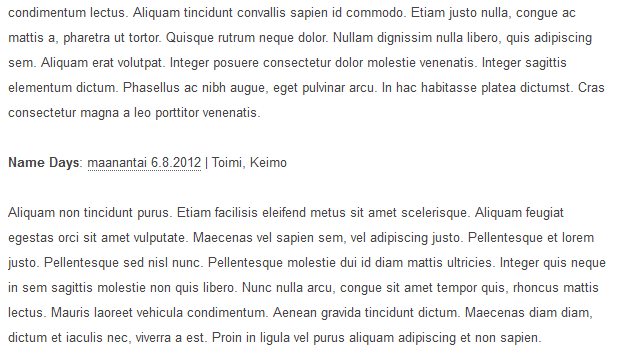 condimentum lectus. Aliquam tincidunt convallis sapien id commodo. Etiam justo nulla, congue ac
mattis a, pharetra ut tortor. Quisque rutrum neque dolor. Nullam dignissim nulla libero, quis adipiscing
sem. Aliquam erat volutpat. Integer posuere consectetur dolor molestie venenatis. Integer sagittis
elementum dictum. Phasellus ac nibh augue, eget pulvinar arcu. In hac habitasse platea dictumst. Cras
consectetur magna a leo porttitor venenatis.
Name Days: maanantai 6.8.2012 | Toimi, Keimo
Aliquam non tincidunt purus. Etiam facilisis eleifend metus sit amet scelerisque. Aliquam feugiat
egestas orci sit amet vulputate. Maecenas vel sapien sem, vel adipiscing justo. Pellentesque et lorem
justo. Pellentesque sed nisl nunc. Pellentesque molestie dui id diam mattis ultricies. Integer quis neque
in sem sagittis molestie non quis libero. Nunc nulla arcu, congue sit amet tempor quis, rhoncus mattis
lectus. Mauris laoreet vehicula condimentum. Aenean gravida tincidunt dictum. Maecenas diam diam,
dictum et iaculis nec, viverra a est. Proin in ligula vel purus aliquam adipiscing et non sapien.